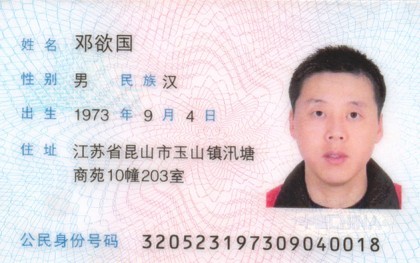 姓名 邓欲国
性别 男 民族 汉
出生 1973 年 9 月 4 日
住址 江苏省昆山市玉山镇汛塘
商苑10幢203室
公民身份号码 320523197309040018